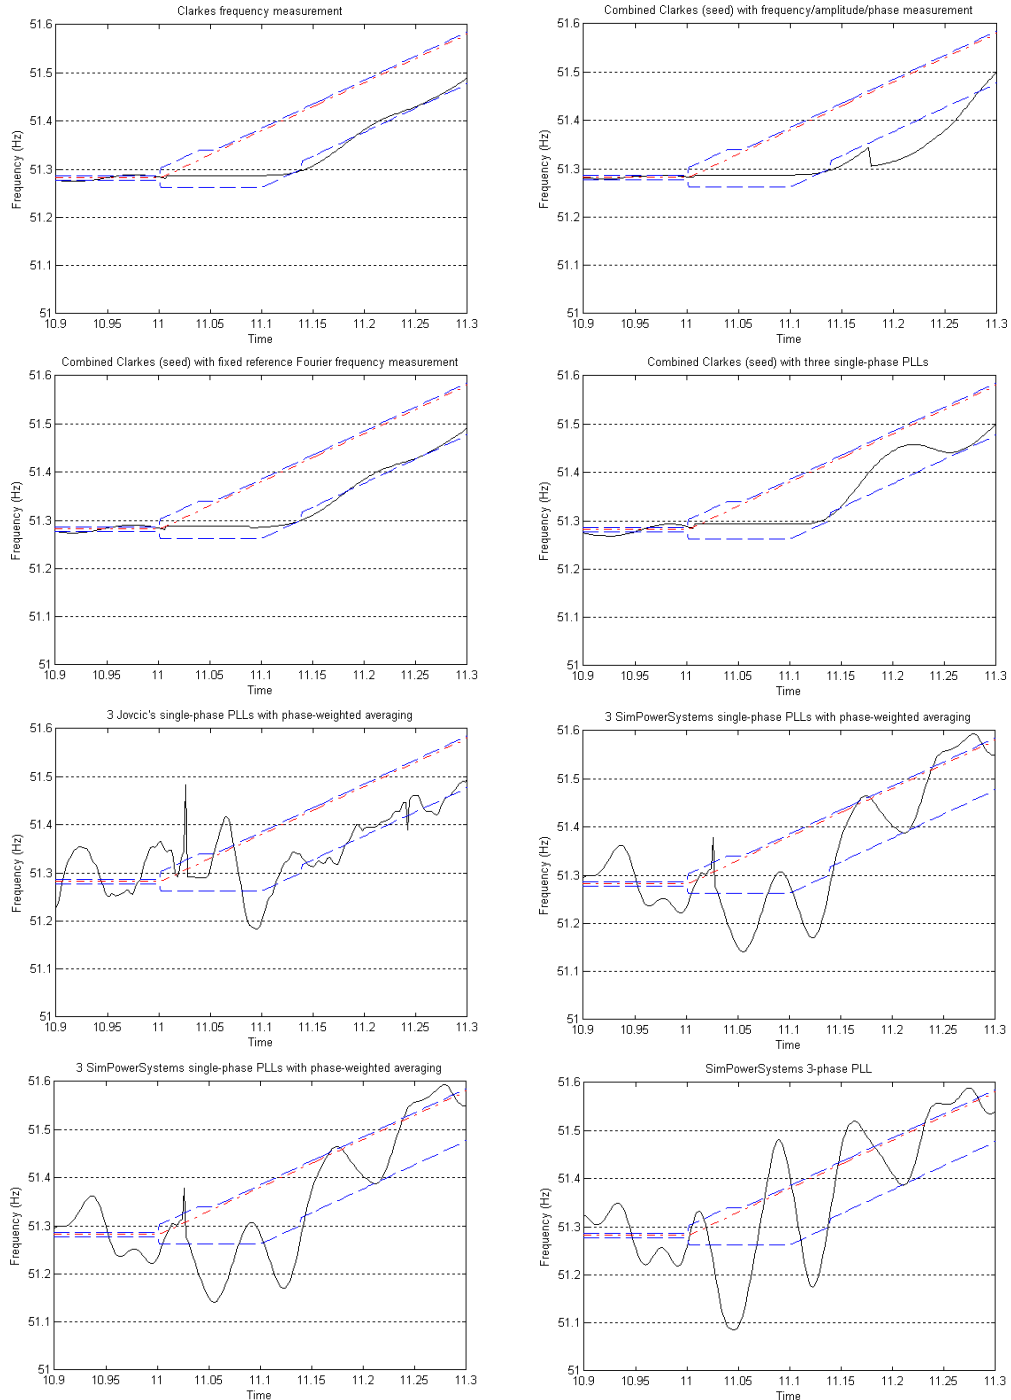 Clarkes frequency measurement
51.6
51.5
51.4
51.3
51.2
51.1
51
Frequency (Hz)
10.9 10.95 11 11.05 11.1 11.15 11.2 11.25 11.3
Time
Combined Clarkes (seed) with frequency/amplitude/phase measurement
51.6
51.5
51.4
51.3
51.2
51.1
51
Frequency (Hz)
10.9 10.95 11 11.05 11.1 11.15 11.2 11.25 11.3
Time
Combined Clarkes (seed) with fixed reference Fourier frequency measurement
51.6
51.5
51.4
51.3
51.2
51.1
51
Frequency (Hz)
10.9 10.95 11 11.05 11.1 11.15 11.2 11.25 11.3
Time
Combined Clarkes (seed) with three single-phase PLLs
51.6
51.5
51.4
51.3
51.2
51.1
51
Frequency (Hz)
10.9 10.95 11 11.05 11.1 11.15 11.2 11.25 11.3
Time
3 Jovcic's single-phase PLLs with phase-weighted averaging
51.6
51.5
51.4
51.3
51.2
51.1
51
Frequency (Hz)
10.9 10.95 11 11.05 11.1 11.15 11.2 11.25 11.3
Time
3 SimPowerSystems single-phase PLLs with phase-weighted averaging
51.6
51.5
51.4
51.3
51.2
51.1
51
Frequency (Hz)
10.9 10.95 11 11.05 11.1 11.15 11.2 11.25 11.3
Time
3 SimPowerSystems single-phase PLLs with phase-weighted averaging
51.6
51.5
51.4
51.3
51.2
51.1
51
Frequency (Hz)
10.9 10.95 11 11.05 11.1 11.15 11.2 11.25 11.3
Time
SimPowerSystems 3-phase PLL
51.6
51.5
51.4
51.3
51.2
51.1
51
Frequency (Hz)
10.9 10.95 11 11.05 11.1 11.15 11.2 11.25 11.3
Time